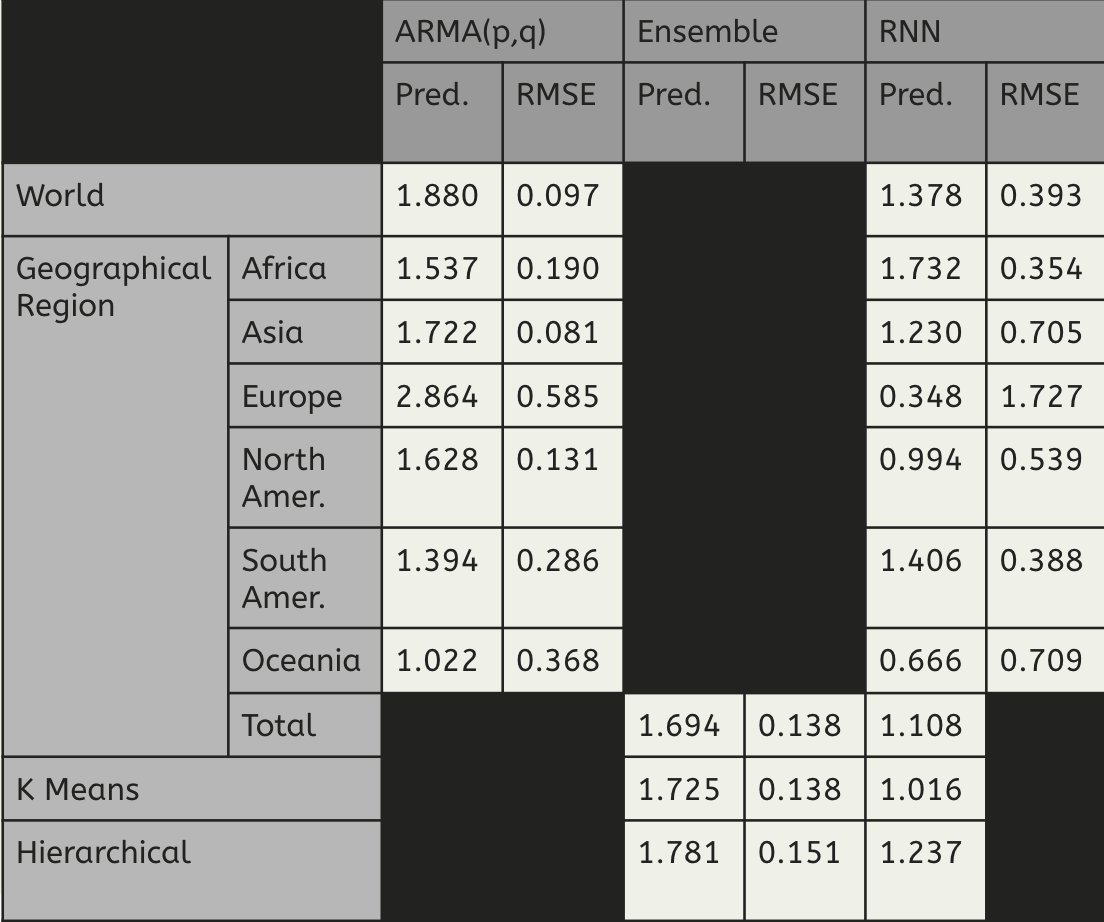 ARMA(p,q) Ensemble RNN
Pred. RMSE Pred. RMSE Pred. RMSE
World 1.880 0.097 1.378 0.393
Geographical Africa 1.537 0.190 1.732 0.354
Region
Asia 1.722 0.081 1.230 0.705
Europe 2.864 0.585 0.348 1.727
North 1.628 0.131 0.994 0.539
Amer.
South 1.394 0.286 1.406 0.388
Amer.
Oceania 1.022 0.368 0.666 0.709
Total 1.694 0.138 1.108
K Means 1.725 0.138 1.016
Hierarchical 1.781 0.151 1.237